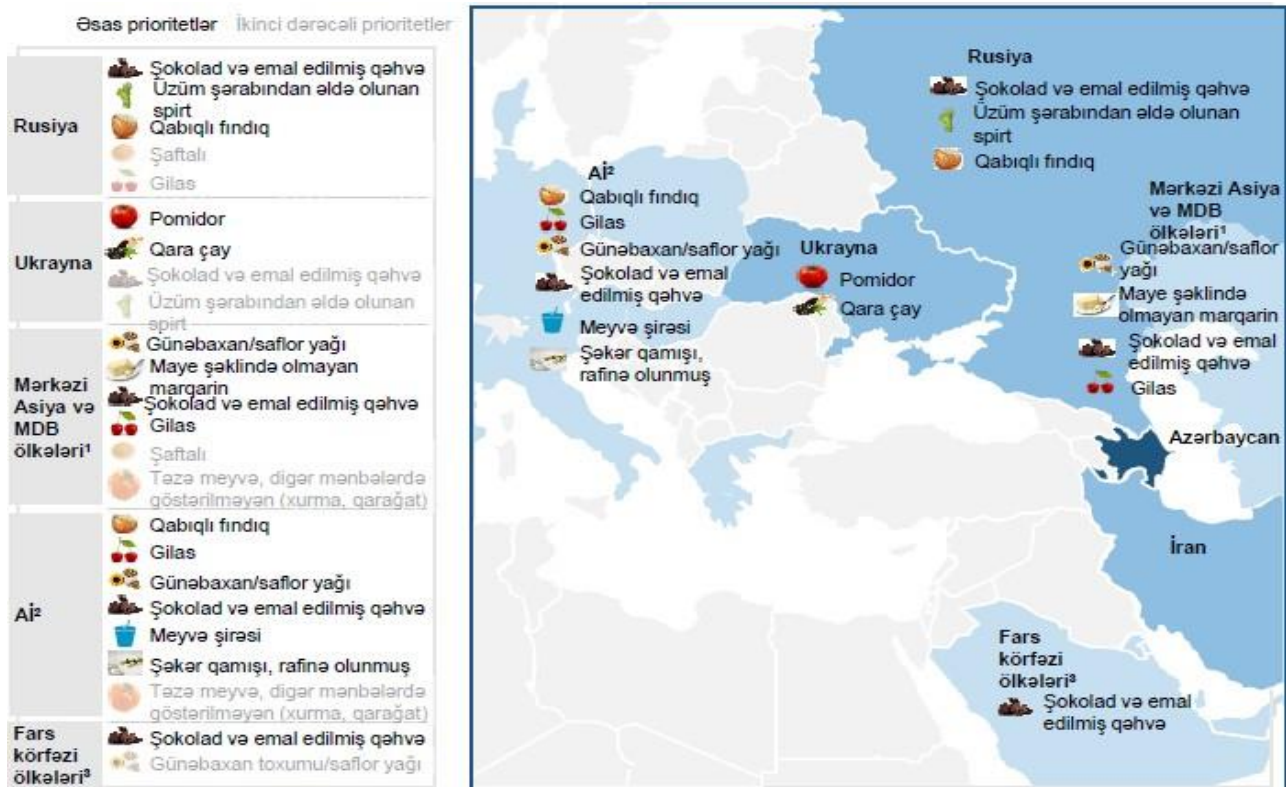 Əsas prioritetlər İkinci dərəcəli prioritetlər
Rusiya
Şokolad və emal edilmiş qəhvə
Üzüm şərabından əldə olunan
spirt
Qabıqlı fındıq
Şaftalı
Gilas
Ukrayna
Pomidor
Qara çay
Şokolad və emal edilmiş qəhvə
Üzüm şərabından əldə olunan
spirt
Mərkəzi
Asiya və
MDB
ölkələri¹
Günəbaxan/saflor yağı
Maye şəklində olmayan
marqarin
Şokolad və emal edilmiş qəhvə
Gilas
Şaftalı
Təzə meyvə, digər mənbələrdə
göstərilməyən (xurma, qarağat)
Aİ²
Qabıqlı fındıq
Gilas
Günəbaxan/saflor yağı
Şokolad və emal edilmiş qəhvə
Meyvə şirəsi
Şəkər qamışı, rafinə olunmuş
Təzə meyvə, digər mənbələrdə
göstərilməyən (xurma, qarağat)
Fars
körfəzi
ölkələri³
Şokolad və emal edilmiş qəhvə
Günəbaxan toxumu/saflor yağı
Rusiya
Şokolad və emal edilmiş qəhvə
Üzüm şərabından əldə olunan
spirt
Qabıqlı fındıq
Aİ²
Qabıqlı fındıq
Gilas
Günəbaxan/saflor yağı
Şokolad və emal
edilmiş qəhvə
Meyvə şirəsi
Şəkər qamışı,
rafinə olunmuş
Ukrayna
Pomidor
Qara çay
Mərkəzi Asiya
və MDB
ölkələri¹
Günəbaxan/saflor
yağı
Maye şəklində
olmayan marqarin
Şokolad və emal
edilmiş qəhvə
Gilas
Azərbaycan
İran
Fars
körfəzi
ölkələri³
Şokolad və emal
edilmiş qəhvə